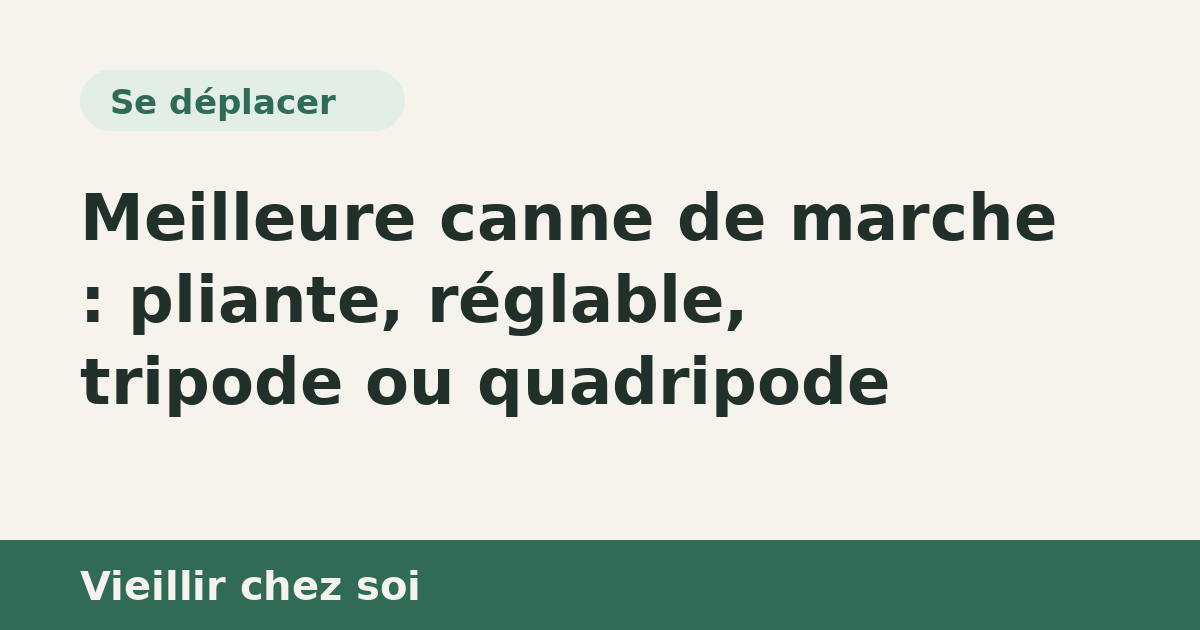 Se déplacer
Meilleure canne de marche
: pliante, réglable,
tripode ou quadripode
Vieillir chez soi